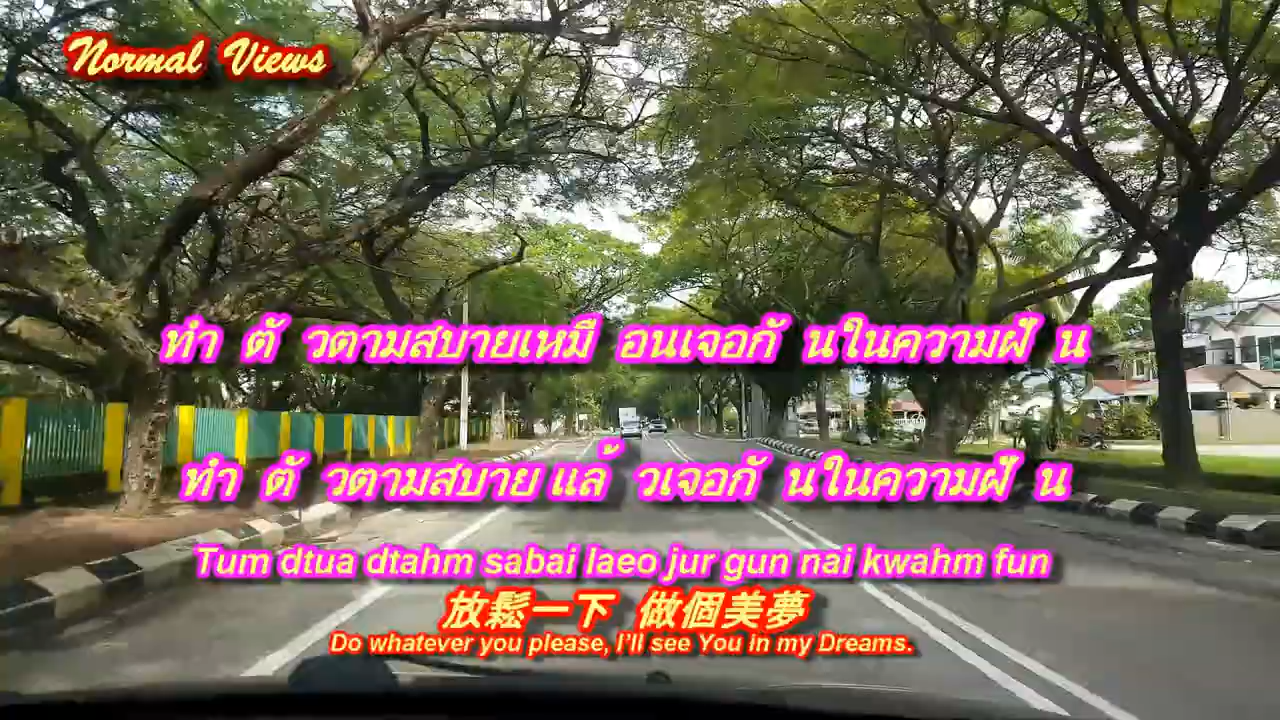 Normal Views
ทำ ตั วตามสบายเหมื อนเจอกั นในความฝั น
ทำ ตั วตามสบาย แล้ วเจอกั นในความฝั น
Tum dtua dtahm sabai laeo jur gun nai kwahm fun
放鬆一下 做個美夢
Do whatever you please, I'll see You in my Dreams.